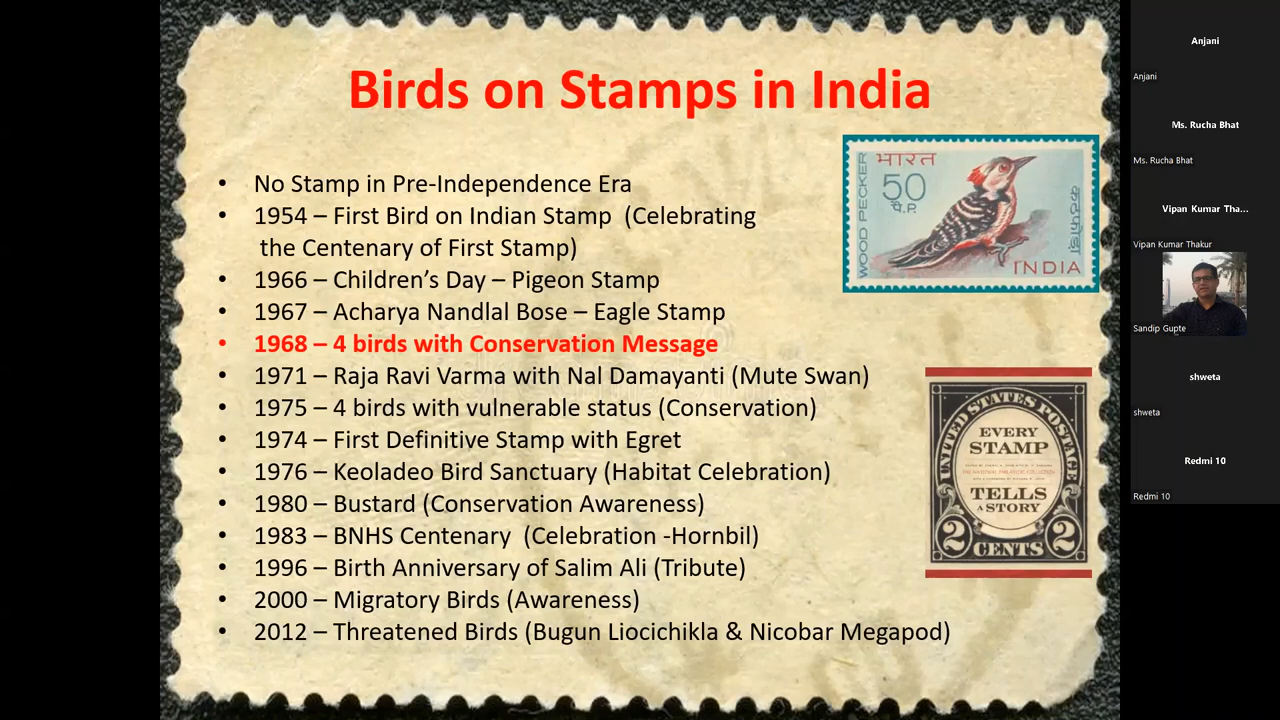 Birds on Stamps in India
• No Stamp in Pre-Independence Era
• 1954 – First Bird on Indian Stamp (Celebrating
the Centenary of First Stamp)
• 1966 – Children’s Day – Pigeon Stamp
• 1967 – Acharya Nandlal Bose – Eagle Stamp
• 1968 – 4 birds with Conservation Message
• 1971 – Raja Ravi Varma with Nal Damayanti (Mute Swan)
• 1975 – 4 birds with vulnerable status (Conservation)
• 1974 – First Definitive Stamp with Egret
• 1976 – Keoladeo Bird Sanctuary (Habitat Celebration)
• 1980 – Bustard (Conservation Awareness)
• 1983 – BNHS Centenary (Celebration -Hornbil)
• 1996 – Birth Anniversary of Salim Ali (Tribute)
• 2000 – Migratory Birds (Awareness)
• 2012 – Threatened Birds (Bugun Liocichikla & Nicobar Megapod)
भारत
50
पै.प.
WOOD PECKER
कठफोड़ा
INDIA
UNITED STATES POSTAGE
EVERY
STAMP
TELLS
A STORY
2 CENTS 2
Anjani
Anjani
Ms. Rucha Bhat
Ms. Rucha Bhat
Vipan Kumar Tha...
Vipan Kumar Thakur
Sandip Gupte
shweta
shweta
Redmi 10
Redmi 10